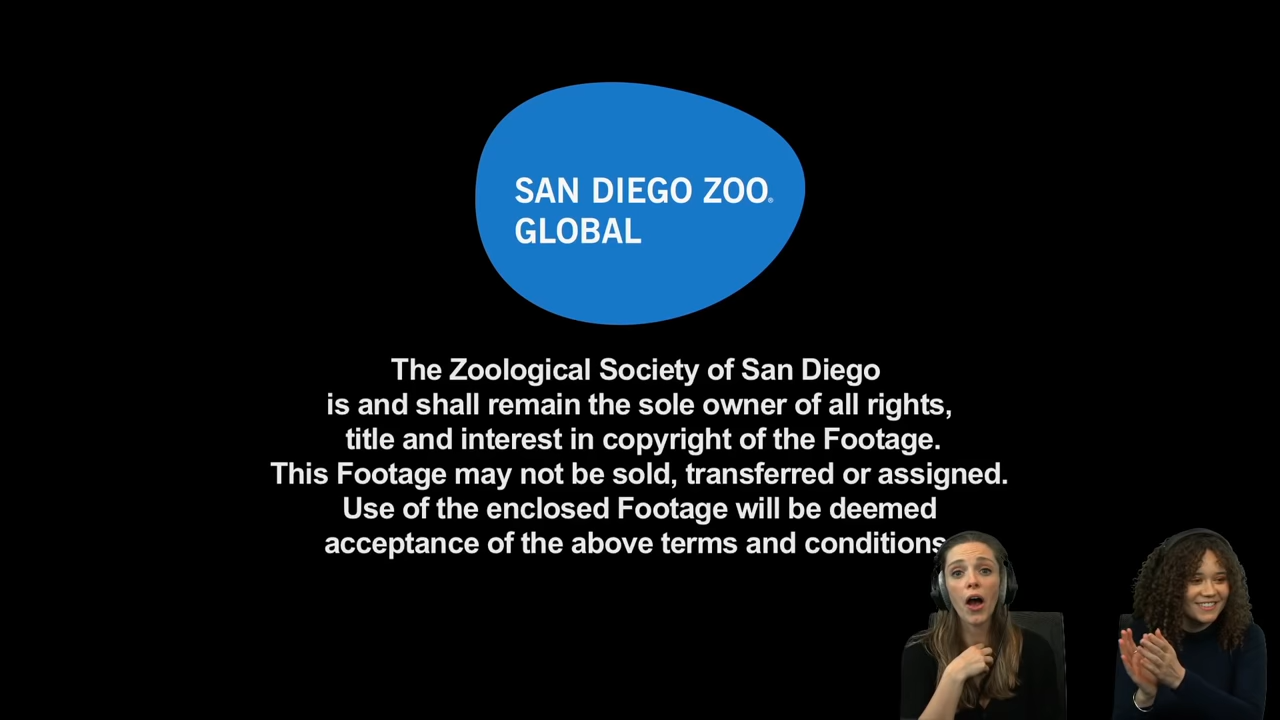 SAN DIEGO ZOO®
GLOBAL
The Zoological Society of San Diego
is and shall remain the sole owner of all rights,
title and interest in copyright of the Footage.
This Footage may not be sold, transferred or assigned.
Use of the enclosed Footage will be deemed
acceptance of the above terms and conditions